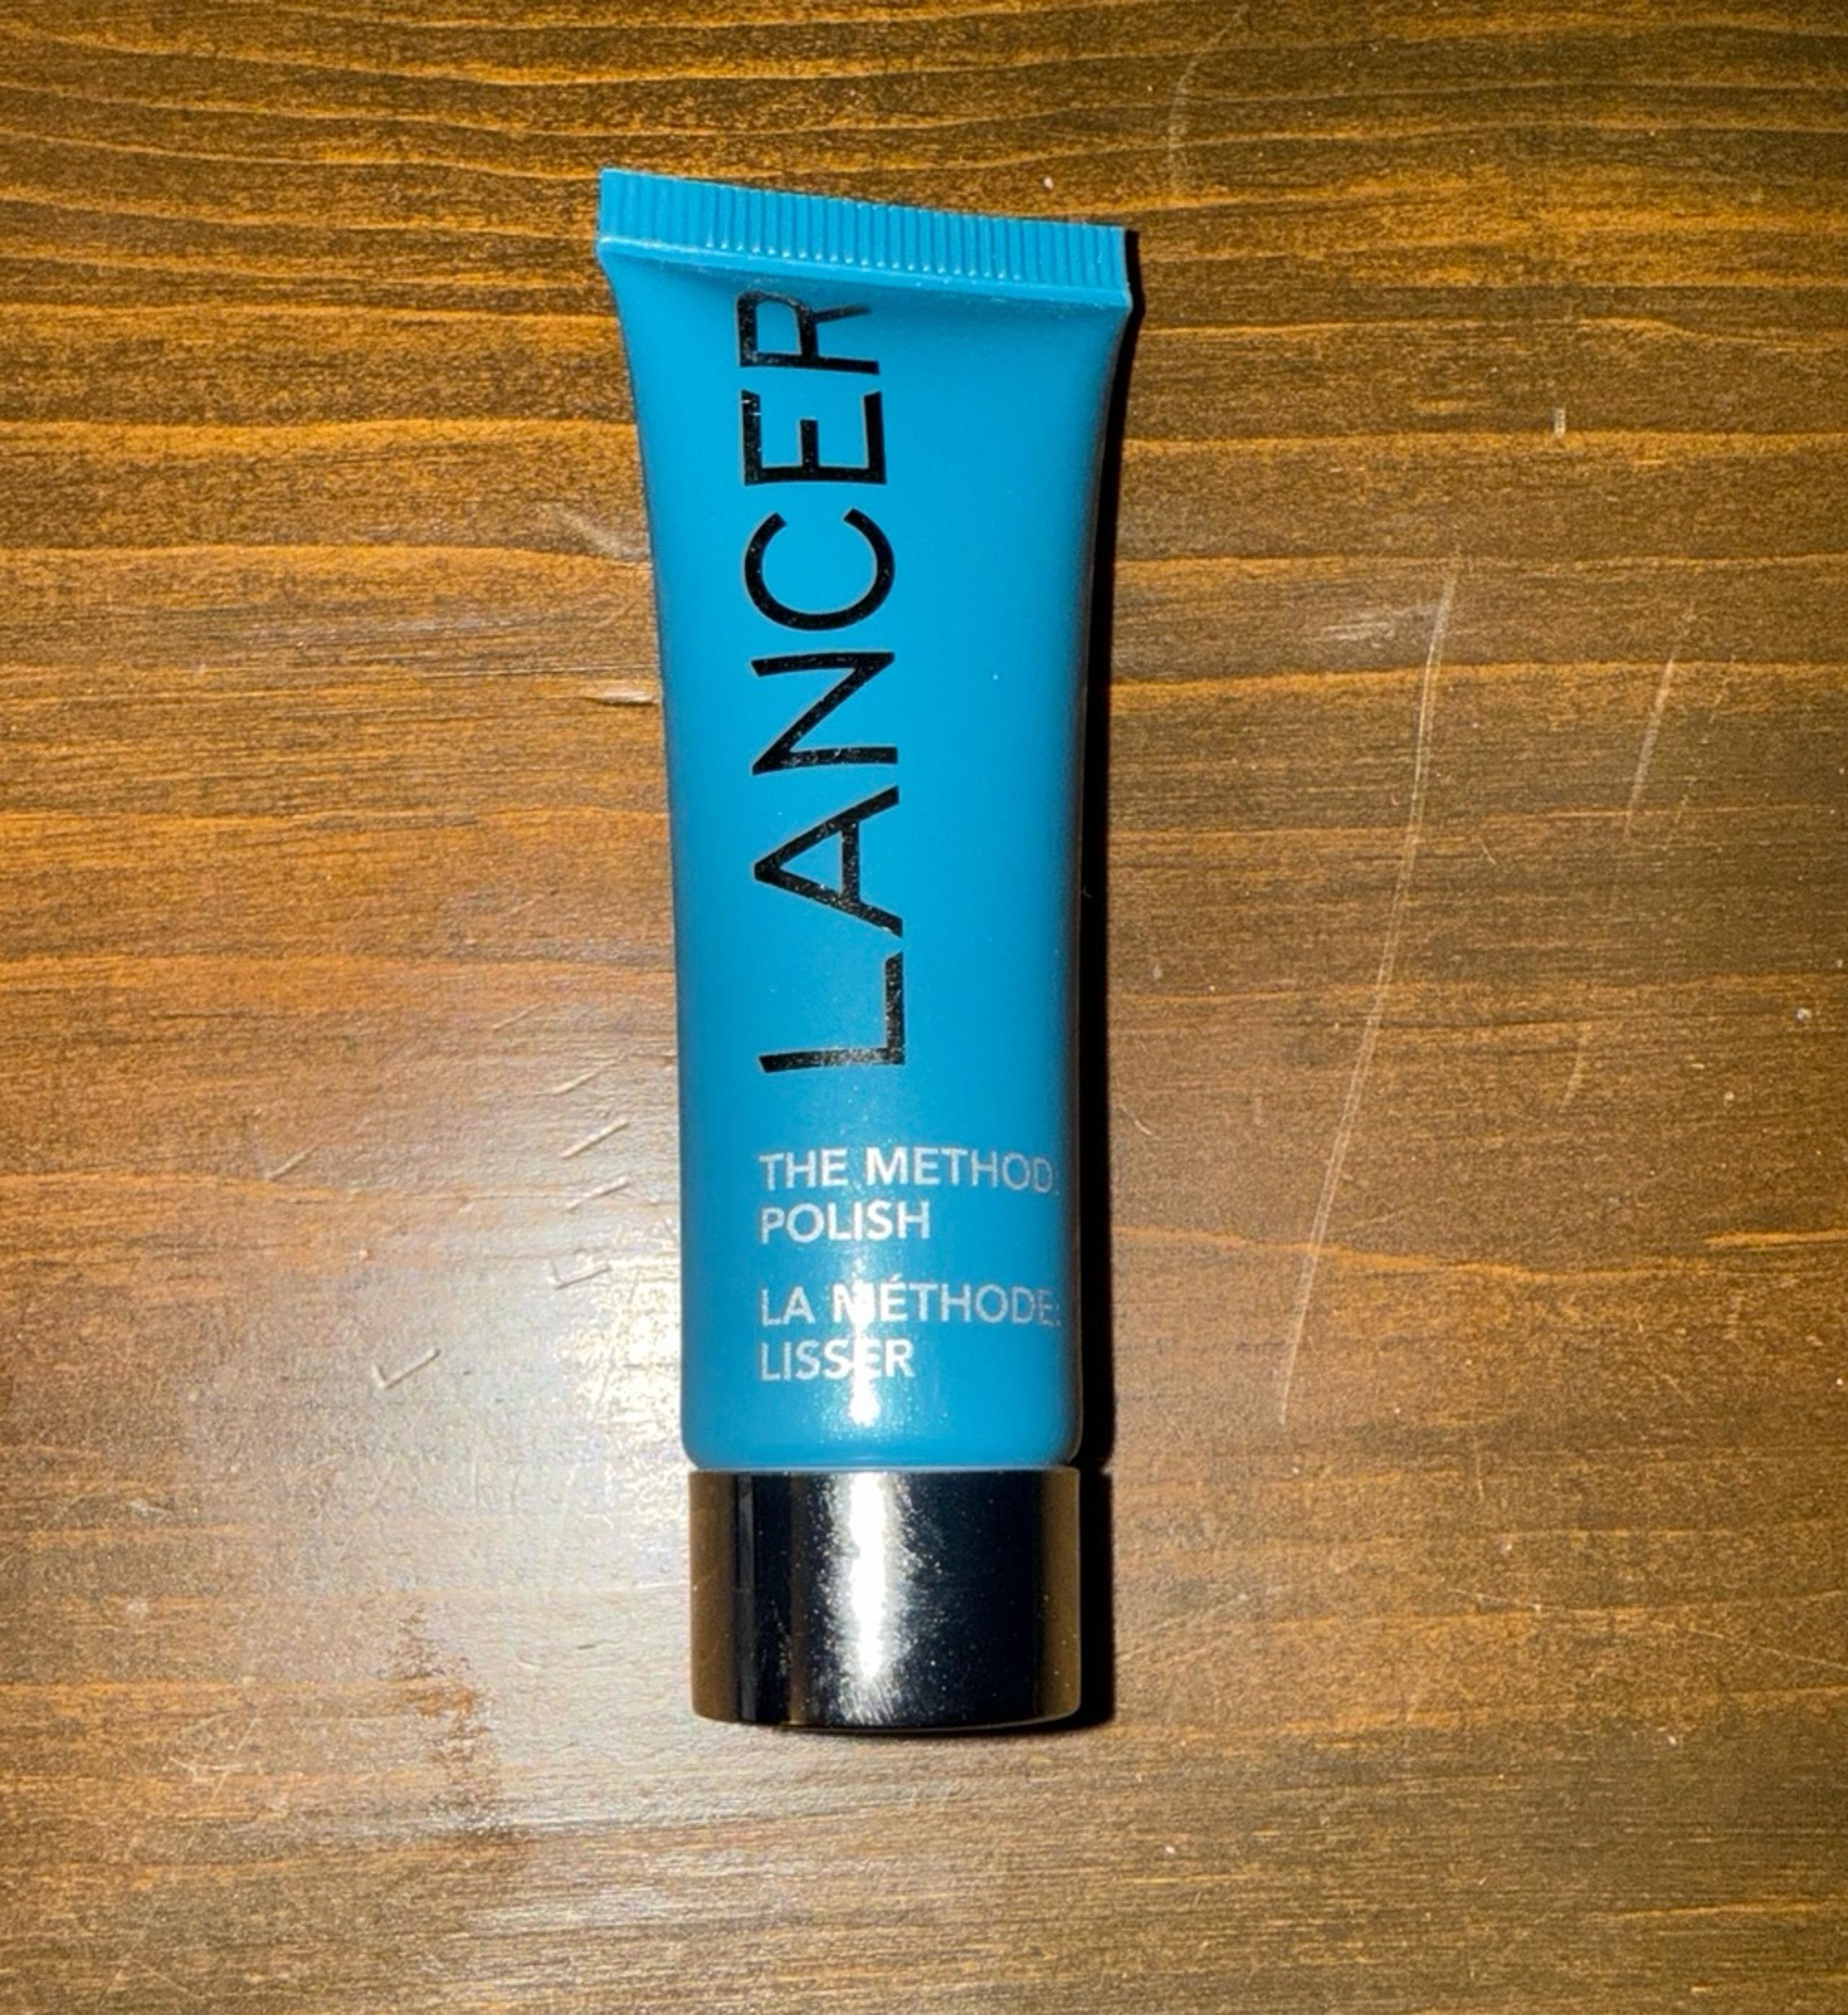 LANCER
THE METHOD:
POLISH
LA MÉTHODE:
LISSER